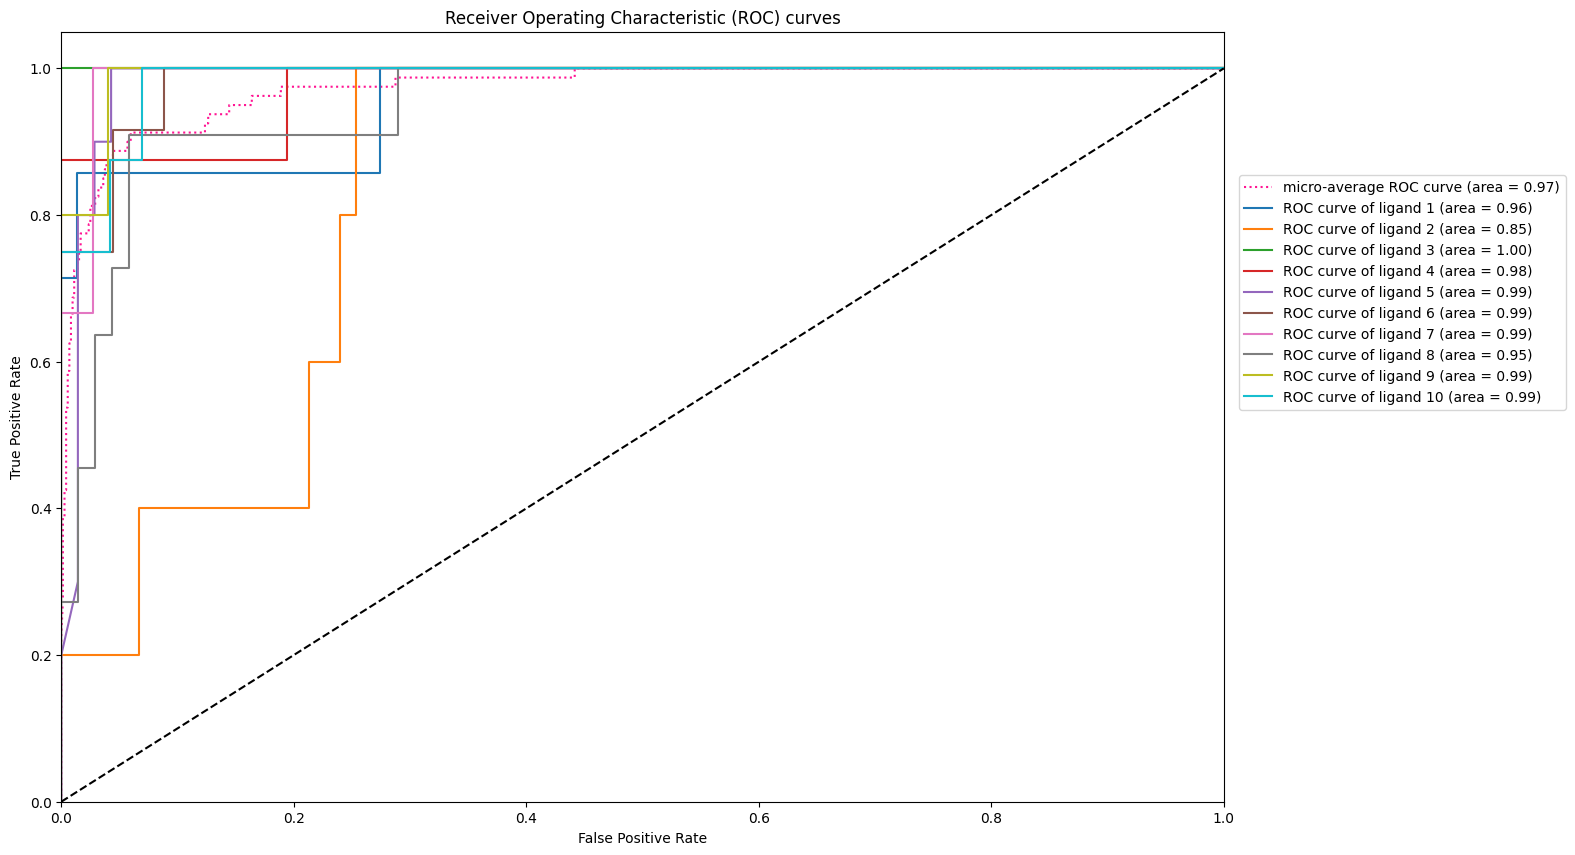 Receiver Operating Characteristic (ROC) curves
True Positive Rate
1.0
0.8
0.6
0.4
0.2
0.0
0.0
0.2
0.4
0.6
0.8
1.0
False Positive Rate
micro-average ROC curve (area = 0.97)
ROC curve of ligand 1 (area = 0.96)
ROC curve of ligand 2 (area = 0.85)
ROC curve of ligand 3 (area = 1.00)
ROC curve of ligand 4 (area = 0.98)
ROC curve of ligand 5 (area = 0.99)
ROC curve of ligand 6 (area = 0.99)
ROC curve of ligand 7 (area = 0.99)
ROC curve of ligand 8 (area = 0.95)
ROC curve of ligand 9 (area = 0.99)
ROC curve of ligand 10 (area = 0.99)